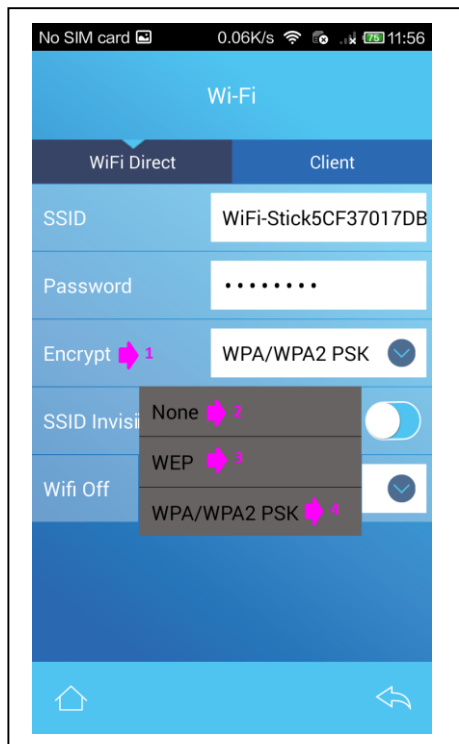 No SIM card 0.06K/s 75 11:56
Wi-Fi
WiFi Direct Client
SSID WiFi-Stick5CF37017DB
Password ••••••••
Encrypt 1 WPA/WPA2 PSK
SSID Invisi
None 2
WEP 3
Wifi Off
WPA/WPA2 PSK 4